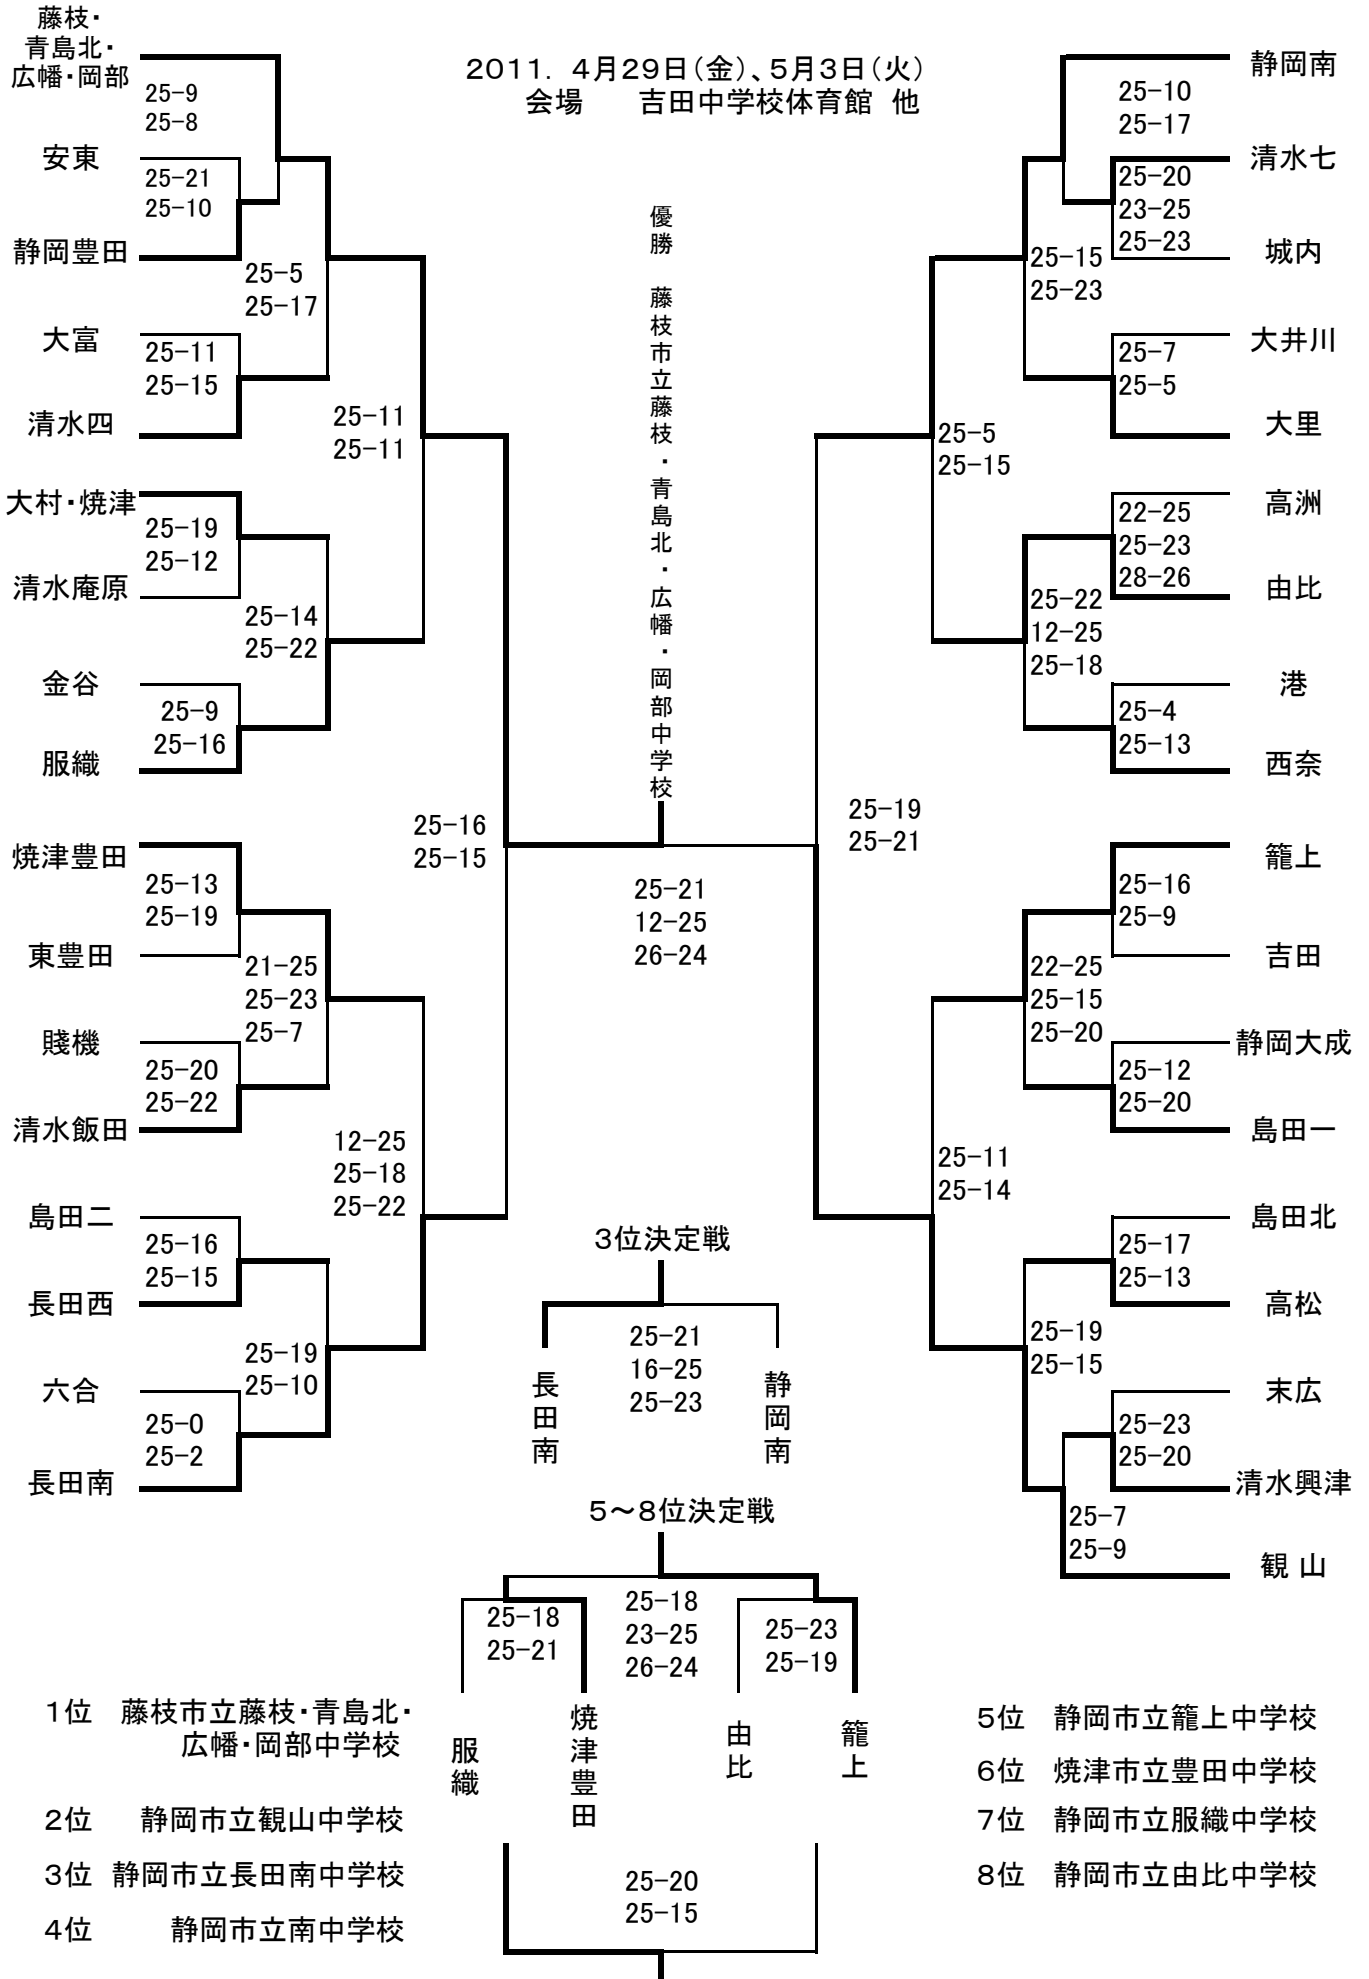 藤枝・
青島北・
広幡・岡部
25-9
25-8
安東
25-21
25-10
静岡豊田
25-5
25-17
大富
25-11
25-15
清水四
25-11
25-11
大村・焼津
25-19
25-12
清水庵原
25-14
25-22
金谷
25-9
25-16
服織
25-16
25-15
焼津豊田
25-13
25-19
東豊田
21-25
25-23
25-7
賤機
25-20
25-22
清水飯田
12-25
25-18
25-22
島田二
25-16
25-15
長田西
25-19
25-10
六合
25-0
25-2
長田南
2011. 4月29日(金)、5月3日(火)
会場 吉田中学校体育館 他
優勝 藤枝市立藤枝・青島北・広幡・岡部中学校
25-21
12-25
26-24
静岡南
25-10
25-17
清水七
25-20
23-25
25-23
城内
25-15
25-23
大井川
25-7
25-5
大里
25-5
25-15
高洲
22-25
25-23
28-26
由比
25-22
12-25
25-18
港
25-4
25-13
西奈
25-19
25-21
籠上
25-16
25-9
吉田
22-25
25-15
25-20
静岡大成
25-12
25-20
島田一
25-11
25-14
島田北
25-17
25-13
高松
25-19
25-15
末広
25-23
25-20
清水興津
25-7
25-9
観山
3位決定戦
25-21
16-25
25-23
長田南
静岡南
5～8位決定戦
25-18
25-21
25-18
23-25
26-24
25-23
25-19
服織
焼津豊田
由比
籠上
25-20
25-15
1位 藤枝市立藤枝・青島北・
広幡・岡部中学校
2位 静岡市立観山中学校
3位 静岡市立長田南中学校
4位 静岡市立南中学校
5位 静岡市立籠上中学校
6位 焼津市立豊田中学校
7位 静岡市立服織中学校
8位 静岡市立由比中学校